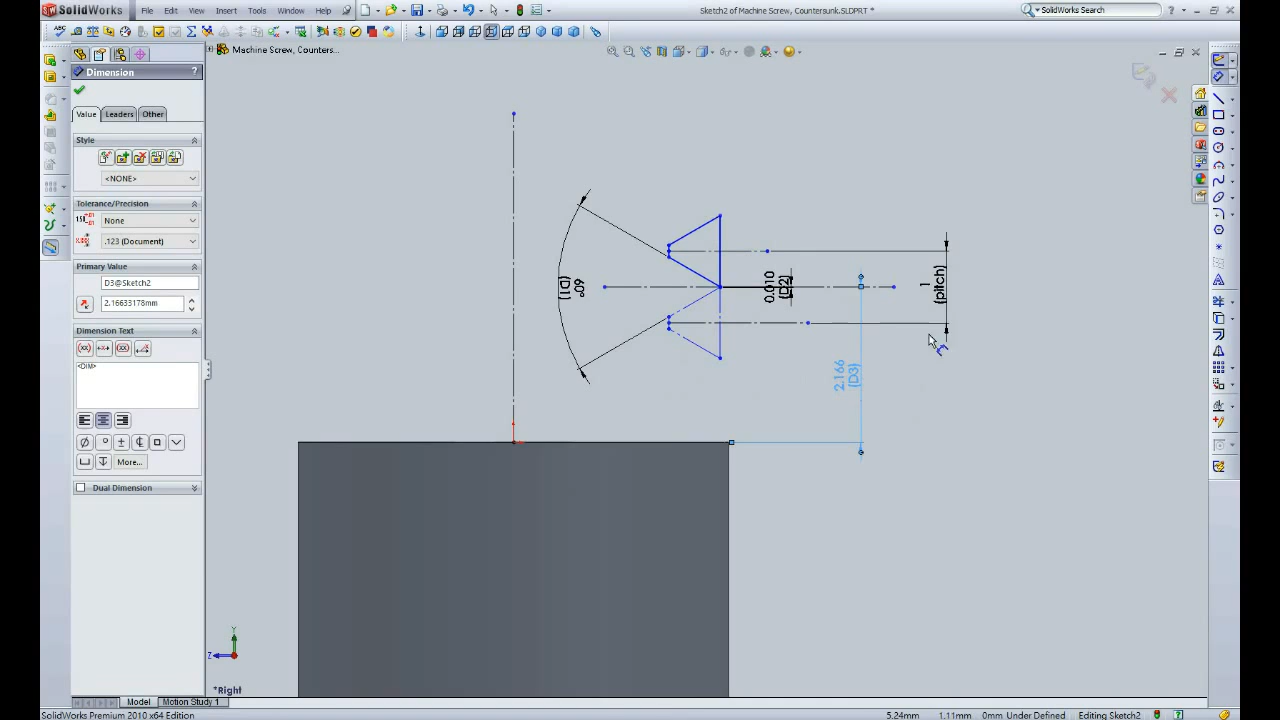 SolidWorks File Edit View Insert Tools Window Help Sketch2 of Machine Screw, Countersunk.SLDPRT * SolidWorks Search
Machine Screw, Counters...
Dimension ?
Value Leaders Other
Style
<NONE>
Tolerance/Precision
None
.123 (Document)
Primary Value
D3@Sketch2
2.16633178mm
Dimension Text
<DIM>
More...
Dual Dimension
60°
(D1)
0.010
(D2)
1
(pitch)
2.166
(D3)
Y
Z
*Right
Model Motion Study 1
SolidWorks Premium 2010 x64 Edition 5.24mm 1.11mm 0mm Under Defined Editing Sketch2